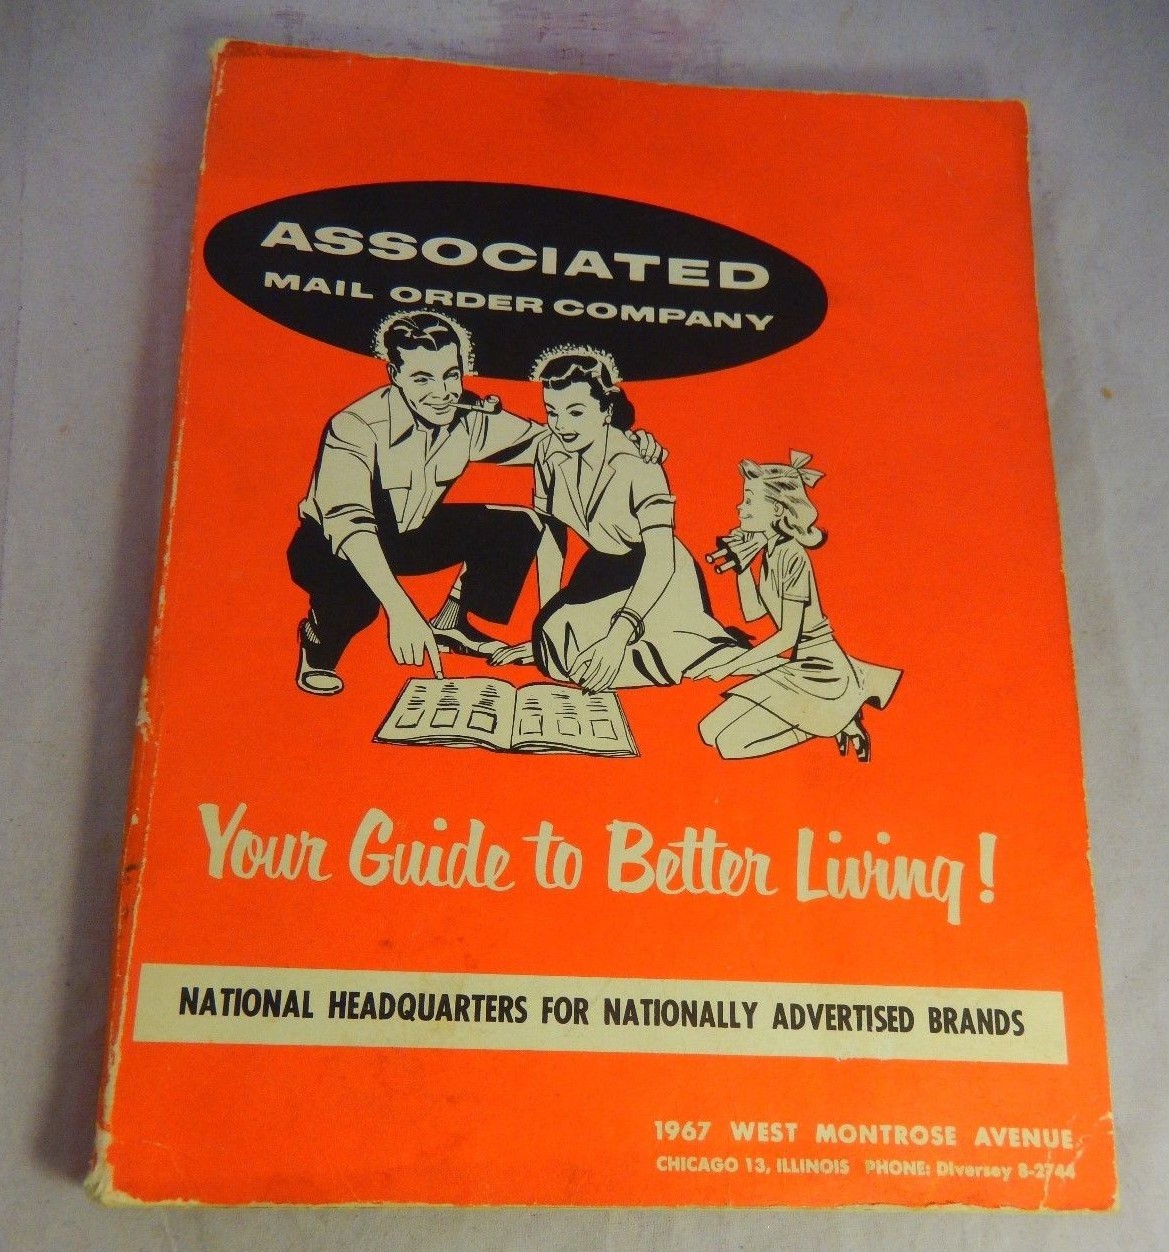 ASSOCIATED
MAIL ORDER COMPANY
Your Guide to Better Living!
NATIONAL HEADQUARTERS FOR NATIONALLY ADVERTISED BRANDS
1967 WEST MONTROSE AVENUE
CHICAGO 13, ILLINOIS PHONE: DIversey 8-2744